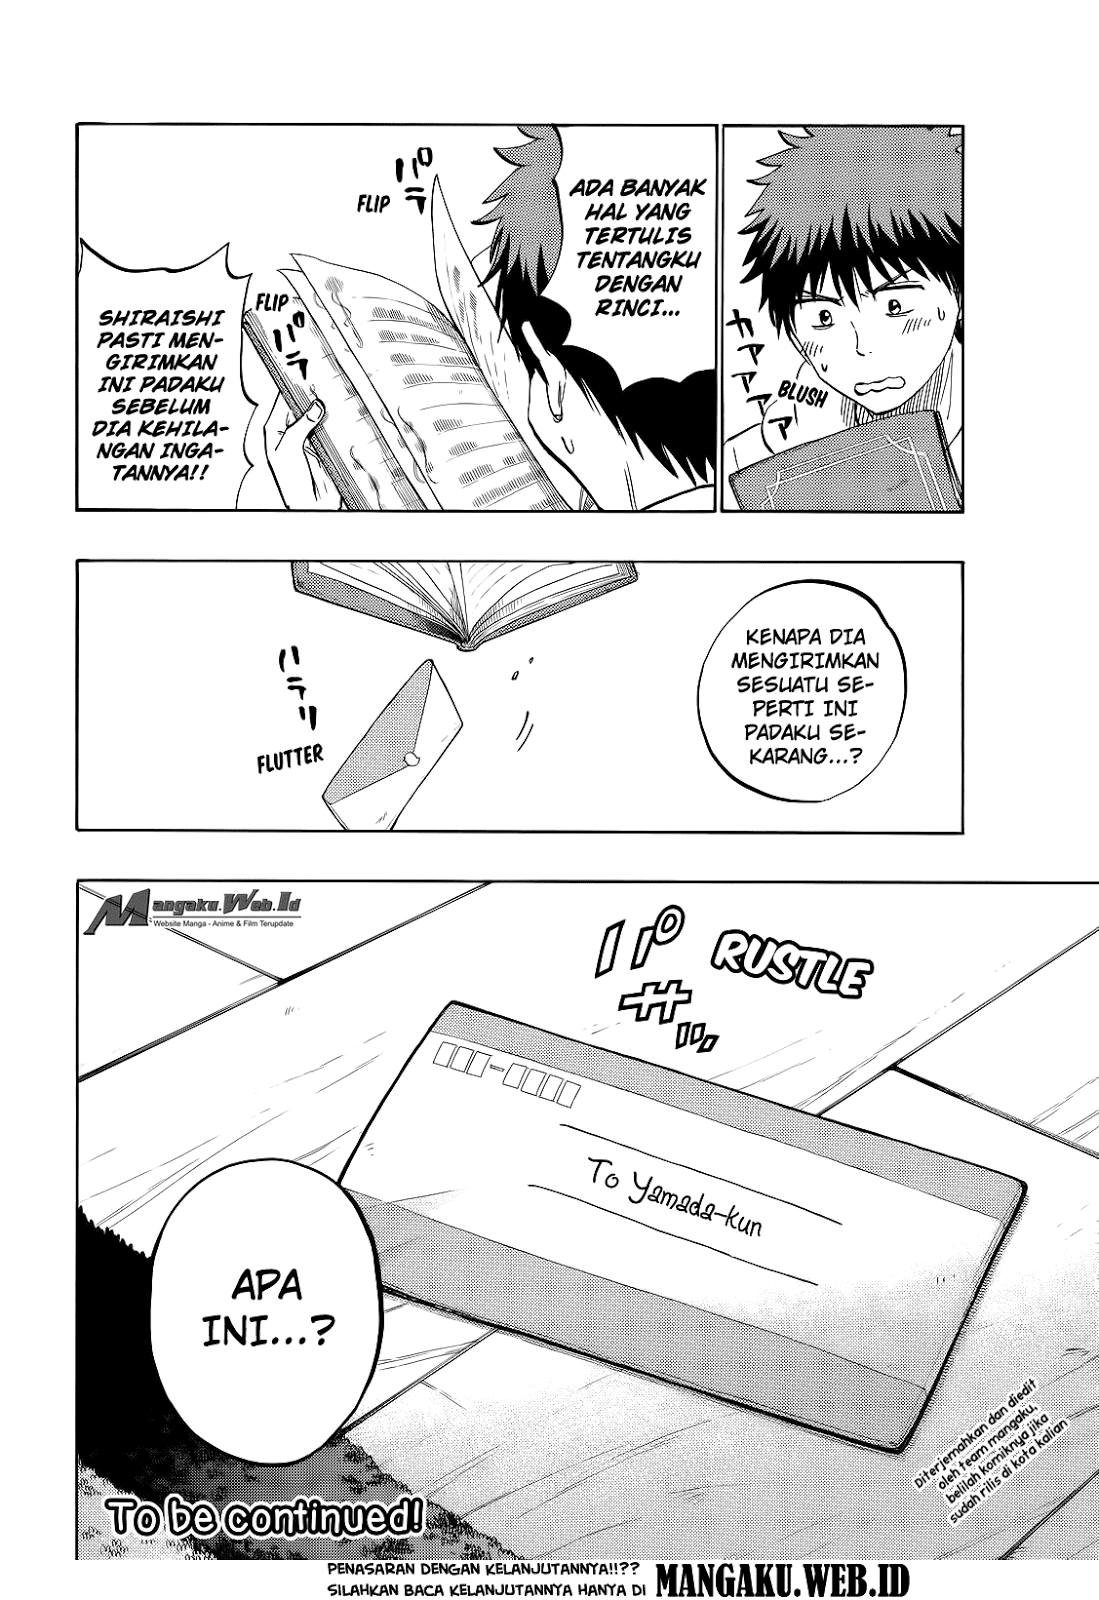 カアアアア
BLUSH
ADA BANYAK
HAL YANG
TERTULIS
TENTANGKU
DENGAN
RINCI...
パラ
FLIP
FLIP
パラ
SHIRAISHI
PASTI MEN-
GIRIMKAN
INI PADAKU
SEBELUM
DIA KEHILA-
NGAN INGA-
TANNYA!!
KENAPA DIA
MENGIRIMKAN
SESUATU SE-
PERTI INI
PADAKU SE-
KARANG...?
ハラリ
FLUTTER
Mangaku.Web.Id
Website Manga - Anime & Film Terupdate
パサ
RUSTLE
To Yamada-kun
APA
INI...?
Diterjemahkan dan diedit
oleh team mangaku,
belilah komiknya jika
sudah rilis di kota kalian
To be continued!
PENASARAN DENGAN KELANJUTANNYA!!??
SILAHKAN BACA KELANJUTANNYA HANYA DI MANGAKU.WEB.ID